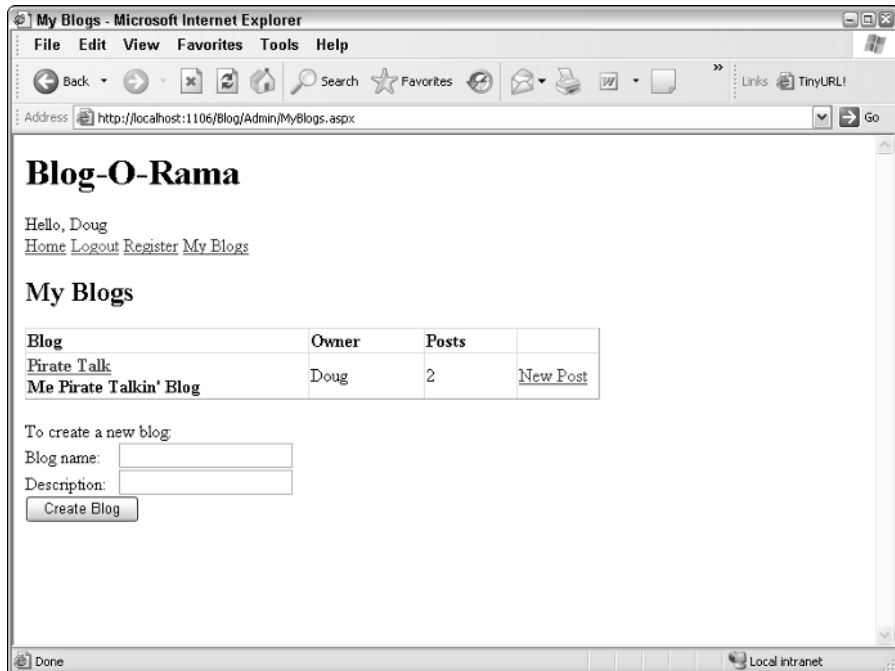 My Blogs - Microsoft Internet Explorer
File Edit View Favorites Tools Help
Back Search Favorites W » Links TinyURL!
Address http://localhost:1106/Blog/Admin/MyBlogs.aspx Go
Blog-O-Rama
Hello, Doug
Home Logout Register My Blogs
My Blogs
Blog Owner Posts
Pirate Talk
Me Pirate Talkin' Blog Doug 2 New Post
To create a new blog:
Blog name:
Description:
Create Blog
Done Local intranet